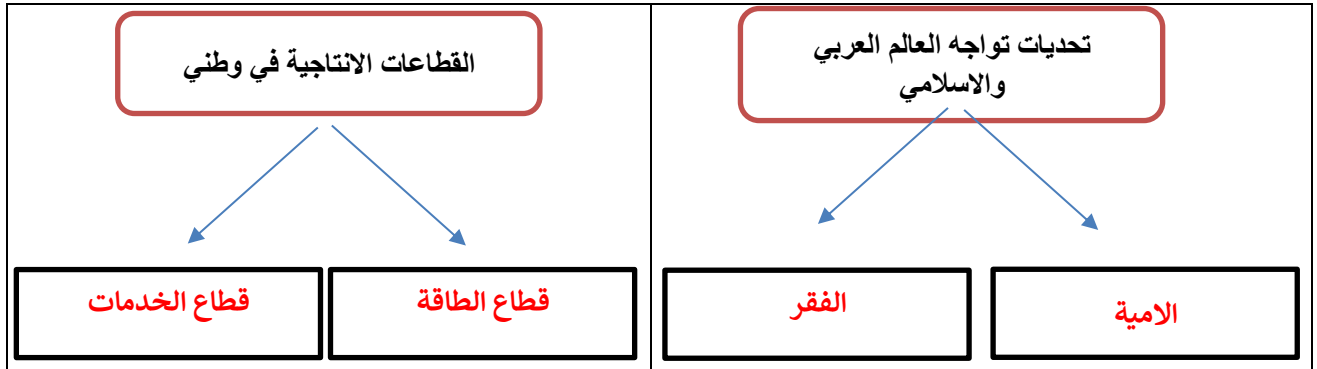 تحديات تواجه العالم العربي
والاسلامي
الامية
الفقر
القطاعات الانتاجية في وطني
قطاع الطاقة
قطاع الخدمات